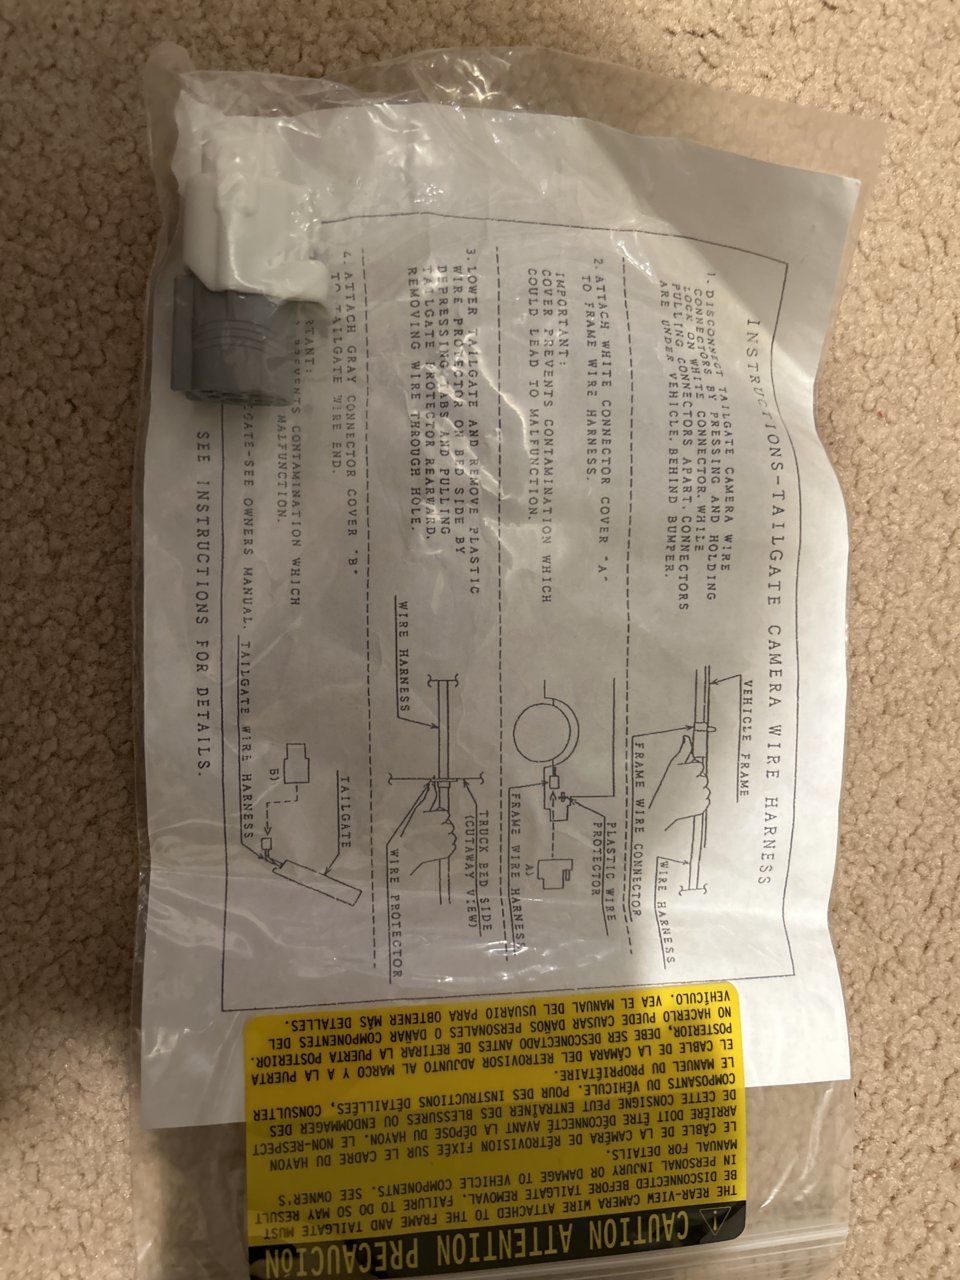 INSTRUCTIONS-TAILGATE CAMERA WIRE HARNESS
1. DISCONNECT TAILGATE CAMERA WIRE
CONNECTORS BY PRESSING AND HOLDING
LOCK ON WHITE CONNECTOR, WHILE
PULLING CONNECTORS APART. CONNECTORS
ARE UNDER VEHICLE, BEHIND BUMPER.
VEHICLE FRAME
FRAME WIRE CONNECTOR
WIRE HARNESS
2. ATTACH WHITE CONNECTOR COVER "A"
TO FRAME WIRE HARNESS.
IMPORTANT:
COVER PREVENTS CONTAMINATION WHICH
COULD LEAD TO MALFUNCTION.
PLASTIC WIRE
PROTECTOR
A)
FRAME WIRE HARNESS
3. LOWER TAILGATE AND REMOVE PLASTIC
WIRE PROTECTOR ON BED SIDE BY
DEPRESSING TABS AND PULLING
TAILGATE PROTECTOR REARWARD,
REMOVING WIRE THROUGH HOLE.
WIRE HARNESS
TRUCK BED SIDE
(CUTAWAY VIEW)
WIRE PROTECTOR
4. ATTACH GRAY CONNECTOR COVER "B"
TO TAILGATE WIRE END.
RTANT:
PREVENTS CONTAMINATION WHICH
MALFUNCTION.
GATE-SEE OWNERS MANUAL.
TAILGATE
B)
TAILGATE WIRE HARNESS
SEE INSTRUCTIONS FOR DETAILS.
CAUTION ATTENTION PRECAUCIÓN
THE REAR-VIEW CAMERA WIRE ATTACHED TO THE FRAME AND TAILGATE MUST
BE DISCONNECTED BEFORE TAILGATE REMOVAL. FAILURE TO DO SO MAY RESULT
IN PERSONAL INJURY OR DAMAGE TO VEHICLE COMPONENTS. SEE OWNER'S
MANUAL FOR DETAILS.
LE CÂBLE DE LA CAMÉRA DE RÉTROVISION FIXÉE SUR LE CADRE DU HAYON
ARRIÈRE DOIT ÊTRE DÉCONNECTÉ AVANT LA DÉPOSE DU HAYON. LE NON-RESPECT
DE CETTE CONSIGNE PEUT ENTRAÎNER DES BLESSURES OU ENDOMMAGER DES
COMPOSANTS DU VÉHICULE. POUR DES INSTRUCTIONS, DÉTAILLÉES, CONSULTER
LE MANUEL DU PROPRIÉTAIRE.
EL CABLE DE LA CÁMARA DEL RETROVISOR ADJUNTO AL MARCO Y A LA PUERTA
POSTERIOR, DEBE SER DESCONECTADO ANTES DE RETIRAR LA PUERTA POSTERIOR.
NO HACERLO PUEDE CAUSAR DAÑOS PERSONALES O DAÑAR COMPONENTES DEL
VEHÍCULO. VEA EL MANUAL DEL USUARIO PARA OBTENER MÁS DETALLES.